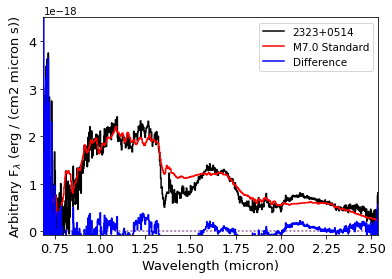 1e−18
2323+0514
M7.0 Standard
Difference
Arbitrary Fλ (erg / (cm2 micron s))
4
3
2
1
0
0.75 1.00 1.25 1.50 1.75 2.00 2.25 2.50
Wavelength (micron)